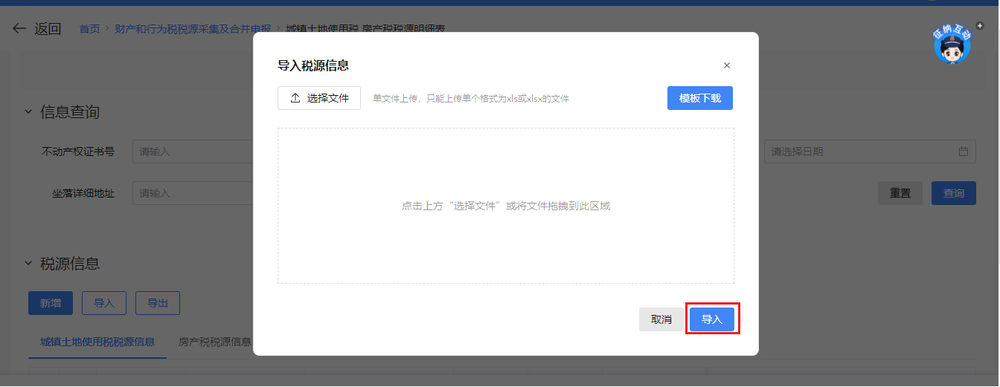 返回 首页 > 财产和行为税税源采集及合并申报 > 城镇土地使用税 房产税税源明细表
征纳互动
导入税源信息
选择文件 单文件上传，只能上传单个格式为xls或xlsx的文件 模板下载
信息查询
不动产权证书号 请输入 请选择日期
坐落详细地址 请输入 重置 查询
点击上方“选择文件”或将文件拖拽到此区域
税源信息
新增 导入 导出
取消 导入
城镇土地使用税税源信息 房产税税源信息